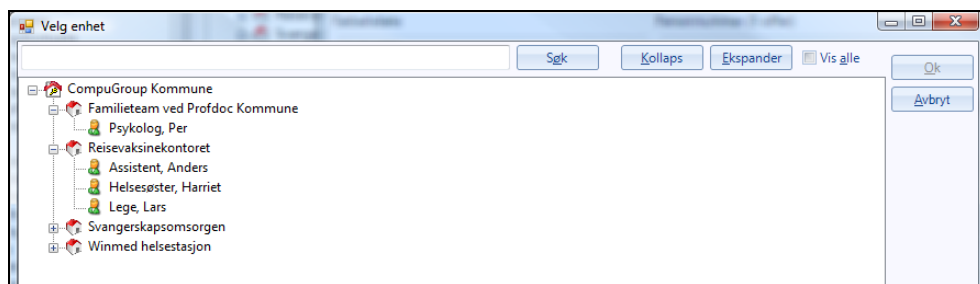 Velg enhet
Søk Kollaps Ekspander Vis alle Ok
Avbryt
CompuGroup Kommune
Familieteam ved Profdoc Kommune
Psykolog, Per
Reisevaksinekontoret
Assistent, Anders
Helsesøster, Harriet
Lege, Lars
Svangerskapsomsorgen
Winmed helsestasjon